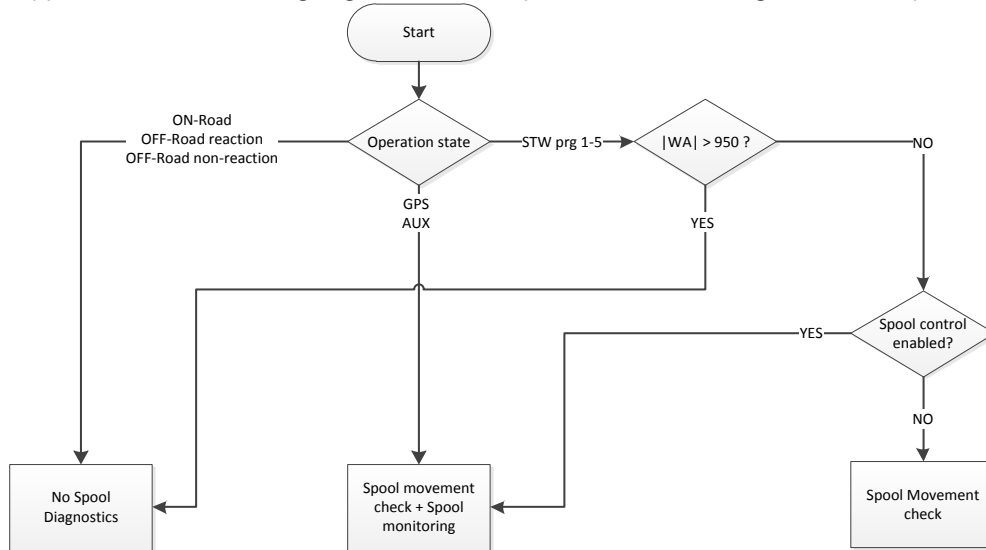 Start
ON-Road
OFF-Road reaction
OFF-Road non-reaction
Operation state
STW prg 1-5
|WA| > 950 ?
NO
GPS
AUX
YES
Spool control
enabled?
YES
NO
No Spool
Diagnostics
Spool movement
check + Spool
monitoring
Spool Movement
check